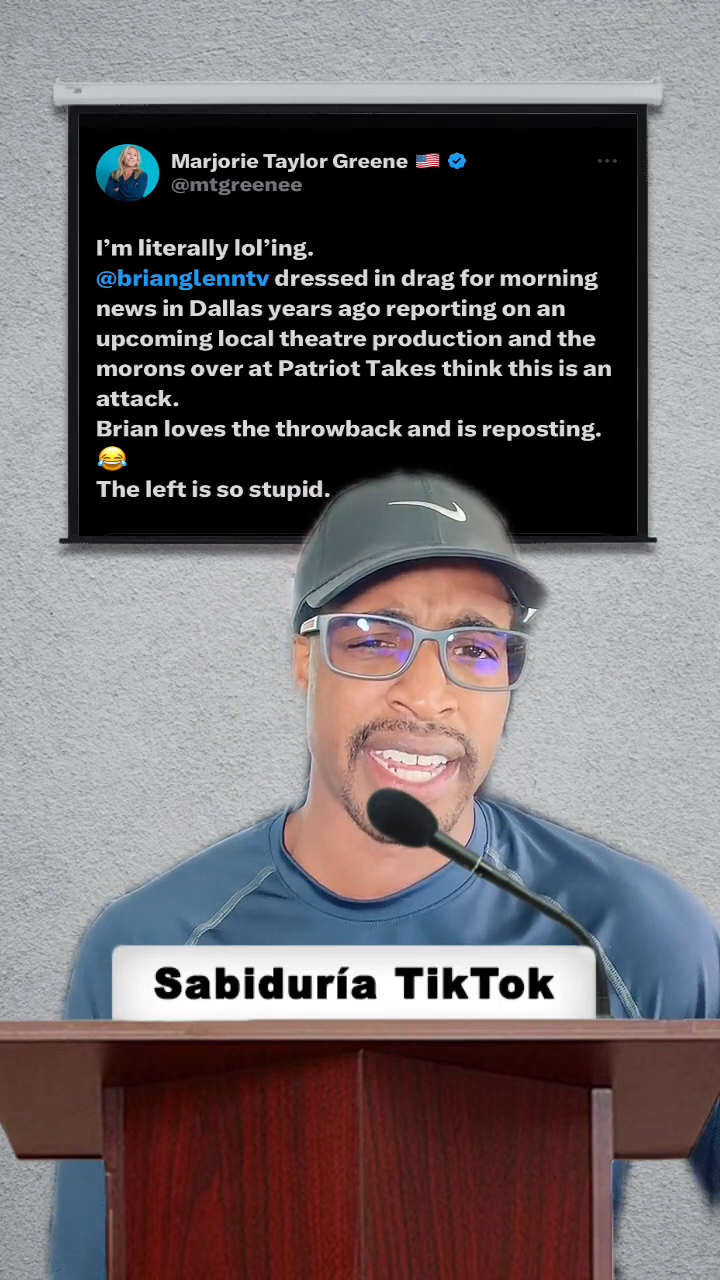 Marjorie Taylor Greene 🇺🇸
@mtgreenee
I’m literally lol’ing.
@brianglenntv dressed in drag for morning
news in Dallas years ago reporting on an
upcoming local theatre production and the
morons over at Patriot Takes think this is an
attack.
Brian loves the throwback and is reposting.
😂
The left is so stupid.
Sabiduría TikTok